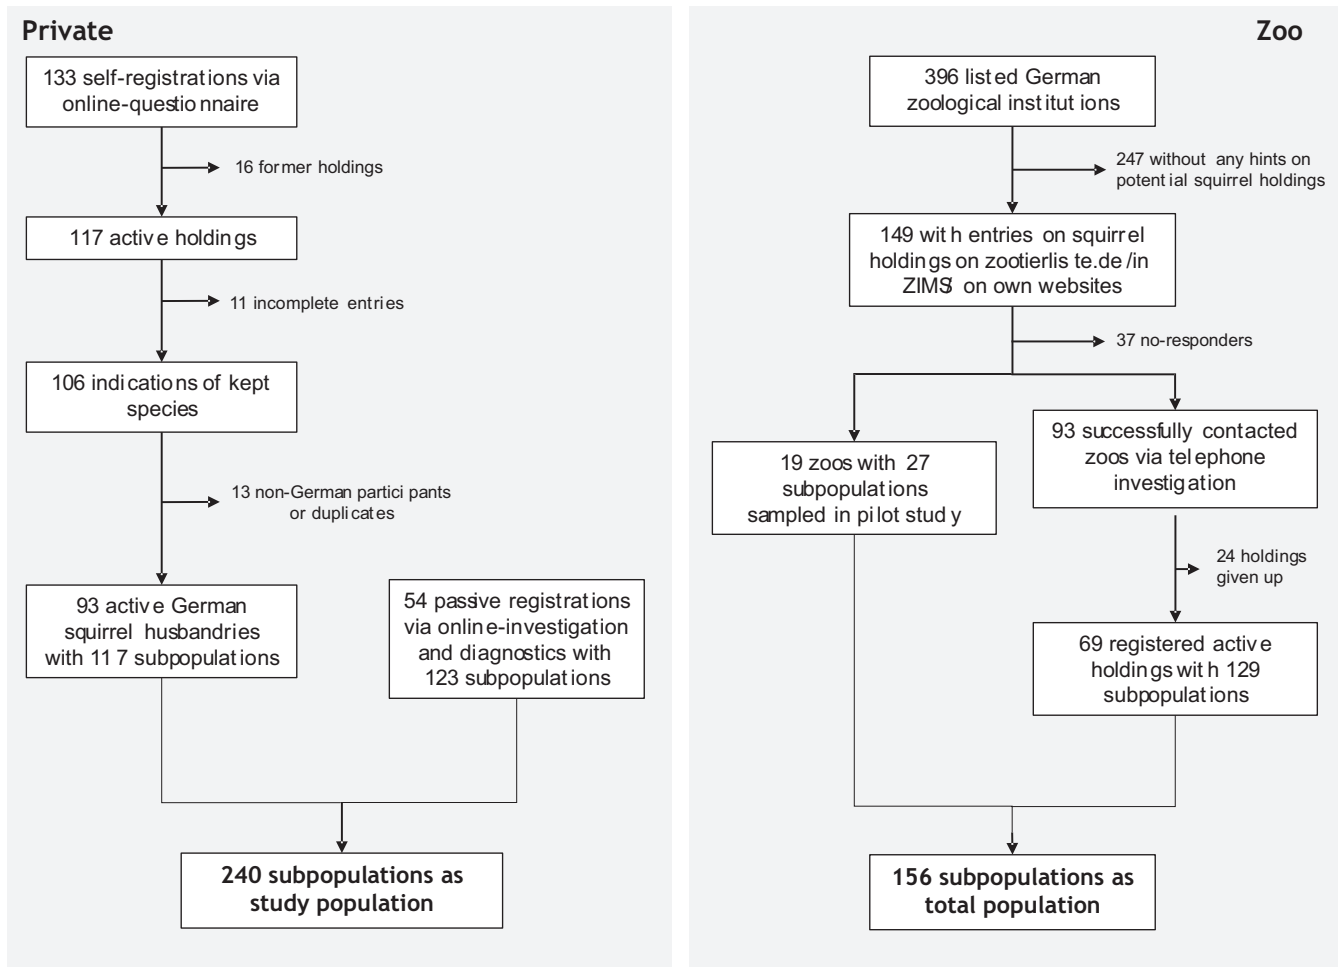 Private
133 self-registrations via
online-questionnaire
16 former holdings
117 active holdings
11 incomplete entries
106 indications of kept
species
13 non-German participants
or duplicates
93 active German
squirrel husbandries
with 117 subpopulations
54 passive registrations
via online-investigation
and diagnostics with
123 subpopulations
240 subpopulations as
study population
Zoo
396 listed German
zoological institutions
247 without any hints on
potential squirrel holdings
149 with entries on squirrel
holdings on zootierliste.de/in
ZIMS/ on own websites
37 no-responders
19 zoos with 27
subpopulations
sampled in pilot study
93 successfully contacted
zoos via telephone
investigation
24 holdings
given up
69 registered active
holdings with 129
subpopulations
156 subpopulations as
total population